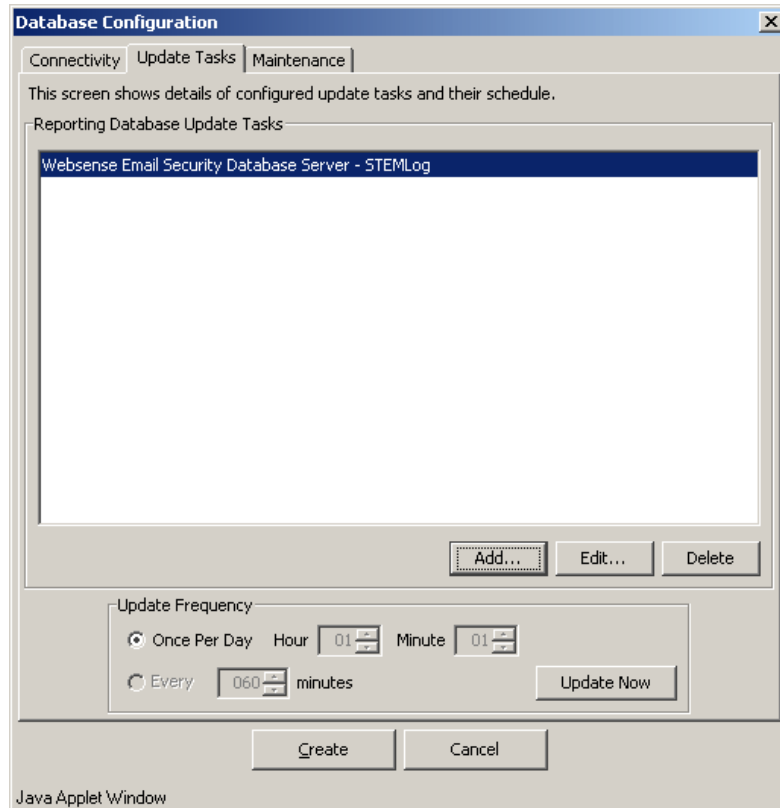 Database Configuration
Connectivity Update Tasks Maintenance
This screen shows details of configured update tasks and their schedule.
Reporting Database Update Tasks
Websense Email Security Database Server - STEMLog
Add... Edit... Delete
Update Frequency
Once Per Day Hour 01 Minute 01
Every 060 minutes Update Now
Create Cancel
Java Applet Window